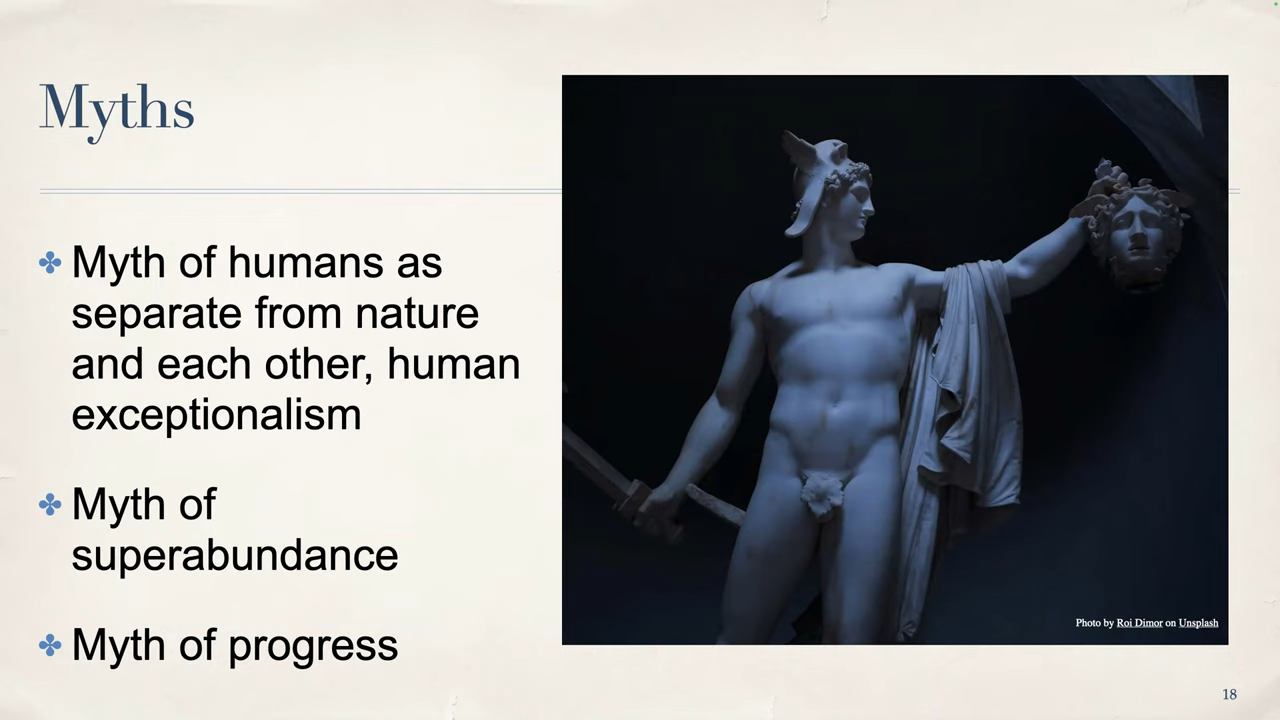 Myths
Myth of humans as
separate from nature
and each other, human
exceptionalism
Myth of
superabundance
Myth of progress
Photo by Roi Dimor on Unsplash
18